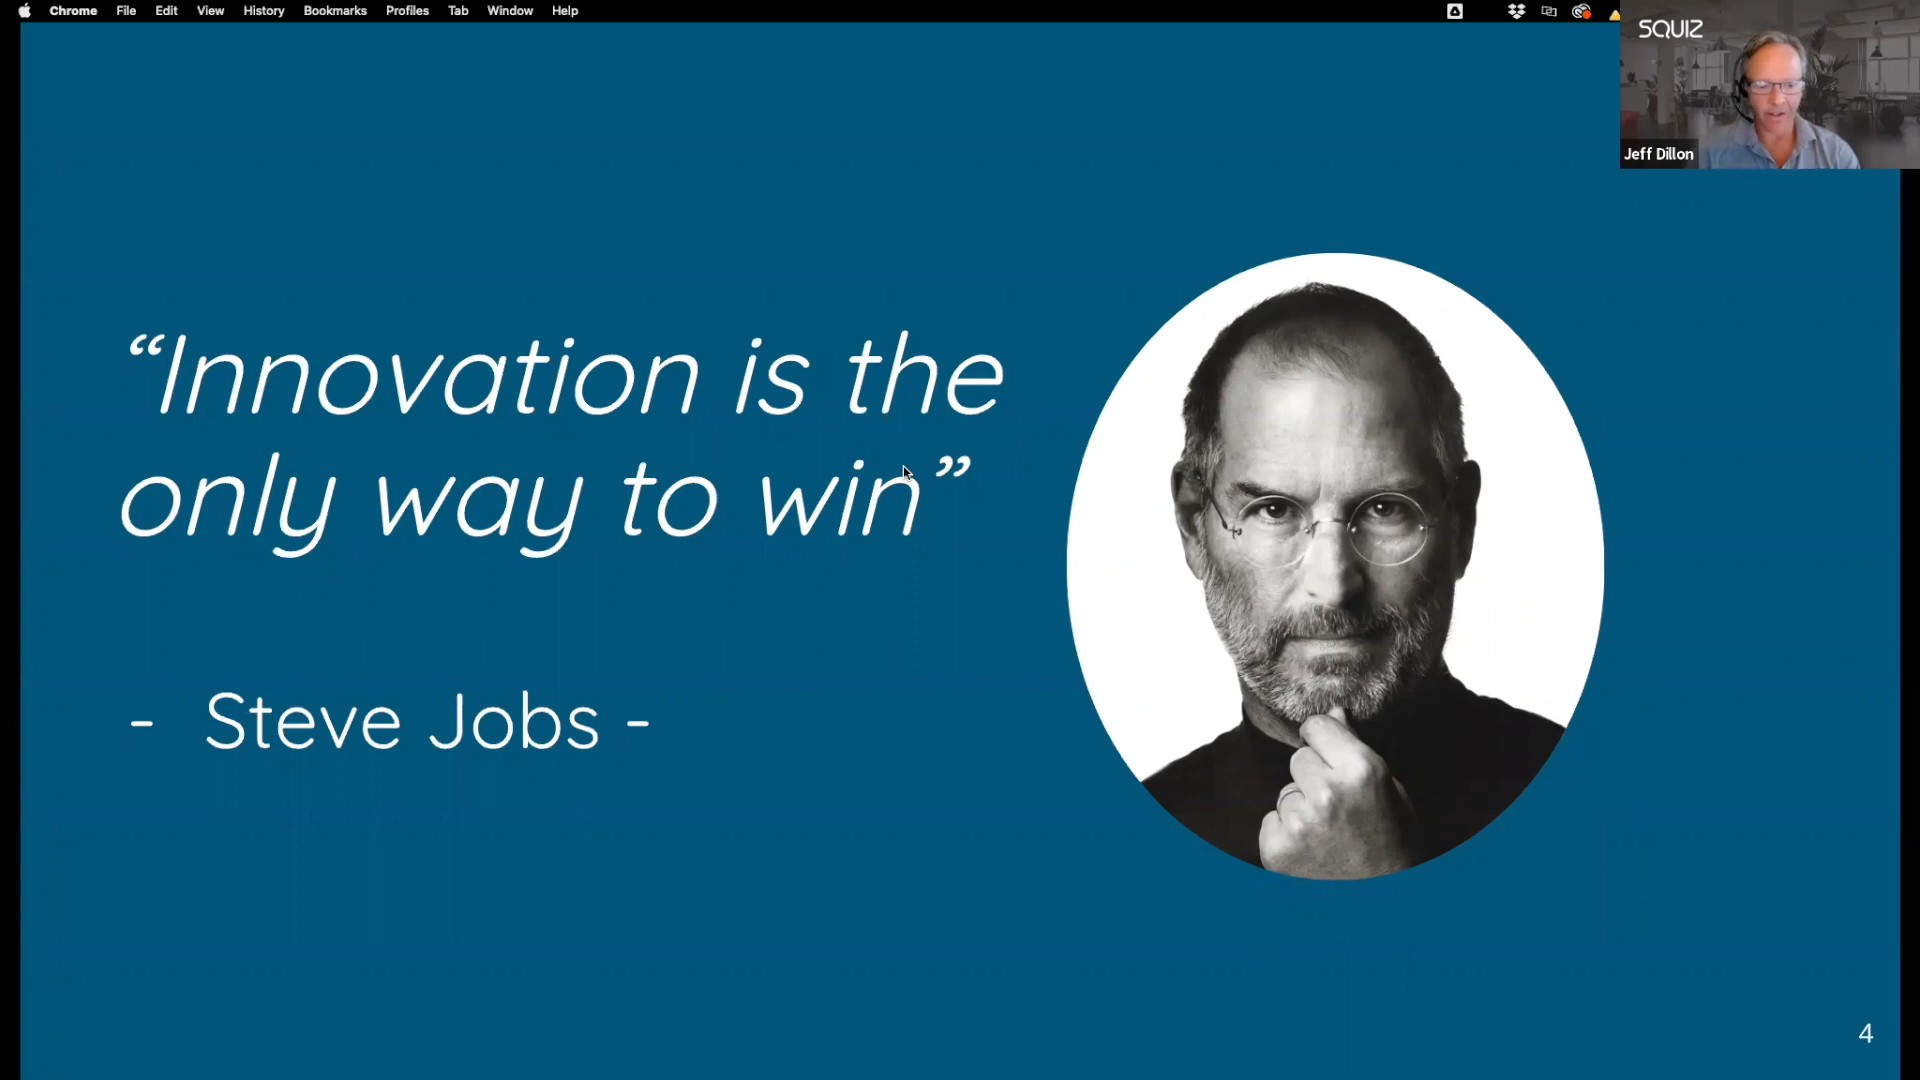 Chrome File Edit View History Bookmarks Profiles Tab Window Help
SQUIZ
Jeff Dillon
“Innovation is the
only way to win”
- Steve Jobs -
4